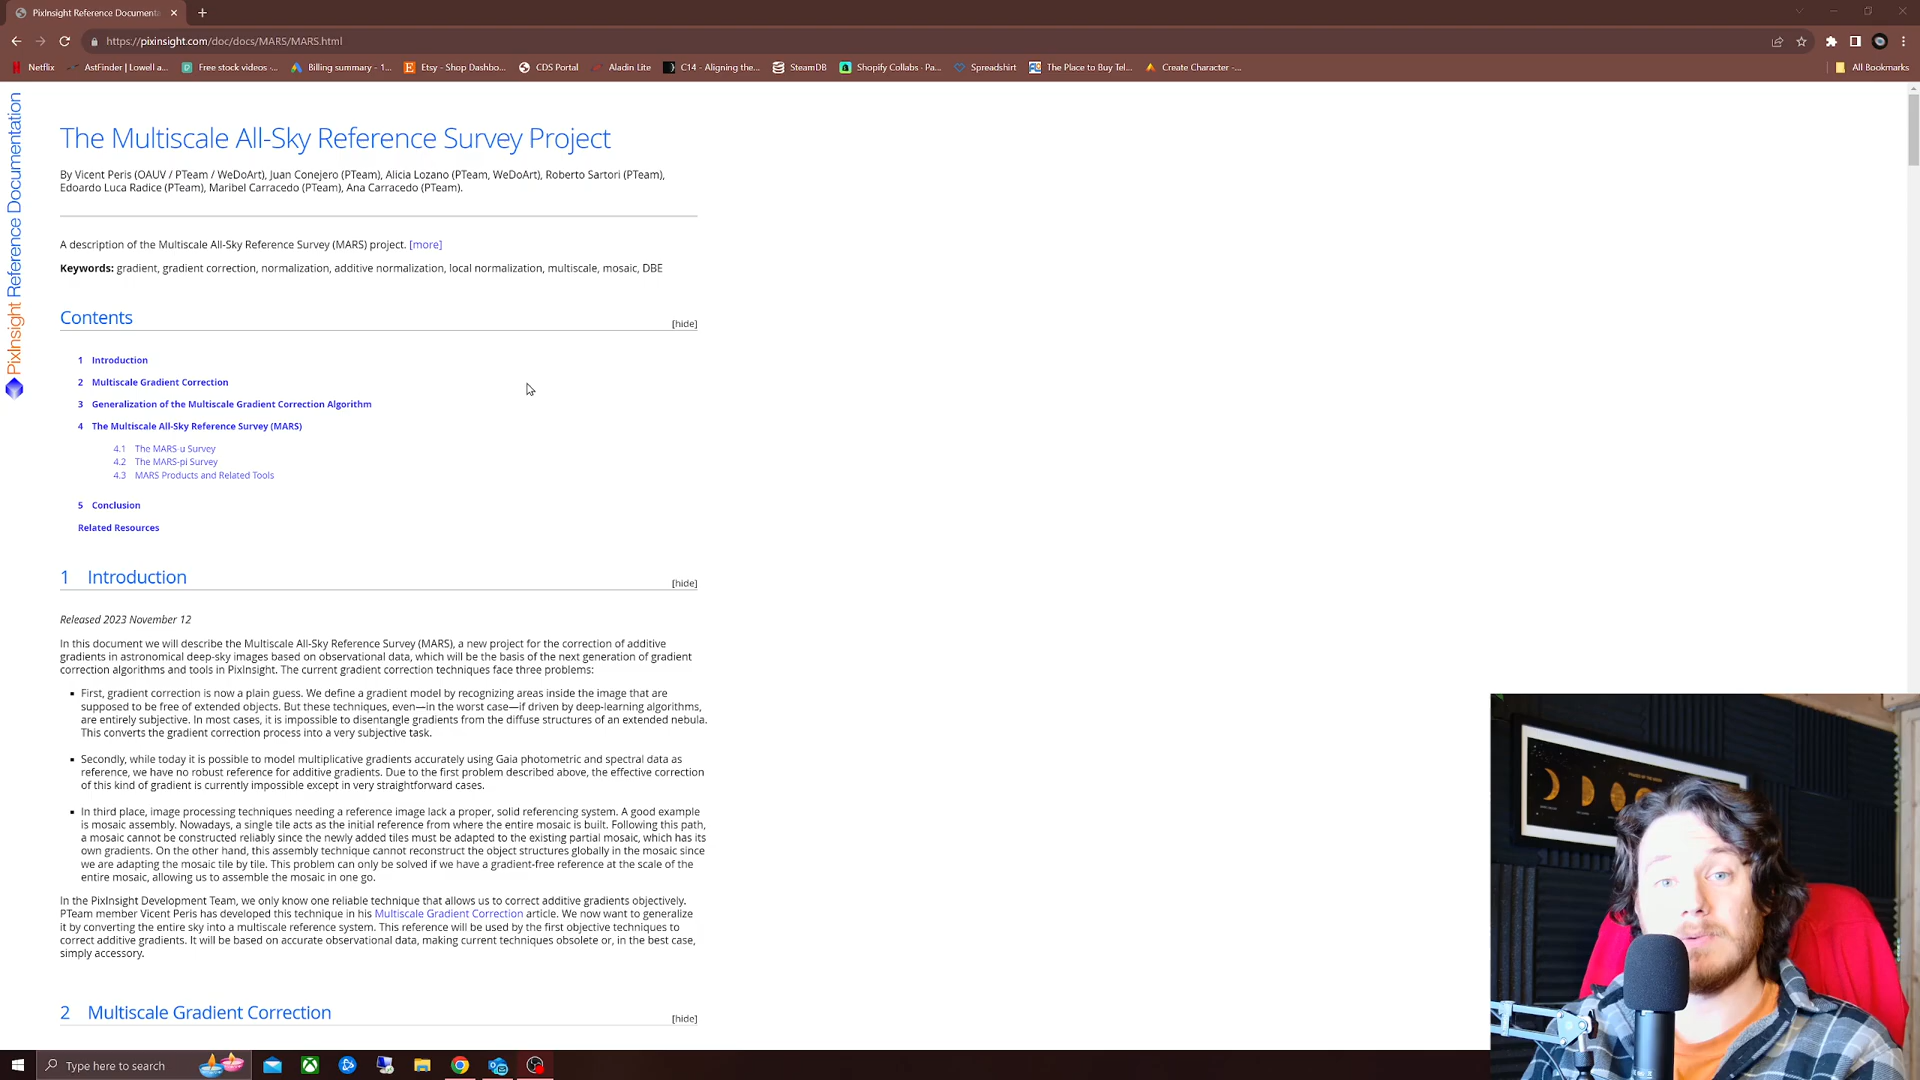 PixInsight Reference Documenta
https://pixinsight.com/doc/docs/MARS/MARS.html
Netflix
AstFinder | Lowell a...
Free stock videos -...
Billing summary - 1...
Etsy - Shop Dashbo...
CDS Portal
Aladin Lite
C14 - Aligning the...
SteamDB
Shopify Collabs - Pa...
Spreadshirt
The Place to Buy Tel...
Create Character -...
All Bookmarks
PixInsight Reference Documentation
The Multiscale All-Sky Reference Survey Project
By Vicent Peris (OAUV / PTeam / WeDoArt), Juan Conejero (PTeam), Alicia Lozano (PTeam, WeDoArt), Roberto Sartori (PTeam),
Edoardo Luca Radice (PTeam), Maribel Carracedo (PTeam), Ana Carracedo (PTeam).
A description of the Multiscale All-Sky Reference Survey (MARS) project. [more]
Keywords: gradient, gradient correction, normalization, additive normalization, local normalization, multiscale, mosaic, DBE
Contents
[hide]
1 Introduction
2 Multiscale Gradient Correction
3 Generalization of the Multiscale Gradient Correction Algorithm
4 The Multiscale All-Sky Reference Survey (MARS)
4.1 The MARS-u Survey
4.2 The MARS-pi Survey
4.3 MARS Products and Related Tools
5 Conclusion
Related Resources
1 Introduction
[hide]
Released 2023 November 12
In this document we will describe the Multiscale All-Sky Reference Survey (MARS), a new project for the correction of additive
gradients in astronomical deep-sky images based on observational data, which will be the basis of the next generation of gradient
correction algorithms and tools in PixInsight. The current gradient correction techniques face three problems:
▪ First, gradient correction is now a plain guess. We define a gradient model by recognizing areas inside the image that are
supposed to be free of extended objects. But these techniques, even—in the worst case—if driven by deep-learning algorithms,
are entirely subjective. In most cases, it is impossible to disentangle gradients from the diffuse structures of an extended nebula.
This converts the gradient correction process into a very subjective task.
▪ Secondly, while today it is possible to model multiplicative gradients accurately using Gaia photometric and spectral data as
reference, we have no robust reference for additive gradients. Due to the first problem described above, the effective correction
of this kind of gradient is currently impossible except in very straightforward cases.
▪ In third place, image processing techniques needing a reference image lack a proper, solid referencing system. A good example
is mosaic assembly. Nowadays, a single tile acts as the initial reference from where the entire mosaic is built. Following this path,
a mosaic cannot be constructed reliably since the newly added tiles must be adapted to the existing partial mosaic, which has its
own gradients. On the other hand, this assembly technique cannot reconstruct the object structures globally in the mosaic since
we are adapting the mosaic tile by tile. This problem can only be solved if we have a gradient-free reference at the scale of the
entire mosaic, allowing us to assemble the mosaic in one go.
In the PixInsight Development Team, we only know one reliable technique that allows us to correct additive gradients objectively.
PTeam member Vicent Peris has developed this technique in his Multiscale Gradient Correction article. We now want to generalize
it by converting the entire sky into a multiscale reference system. This reference will be used by the first objective techniques to
correct additive gradients. It will be based on accurate observational data, making current techniques obsolete or, in the best case,
simply accessory.
2 Multiscale Gradient Correction
[hide]
Type here to search